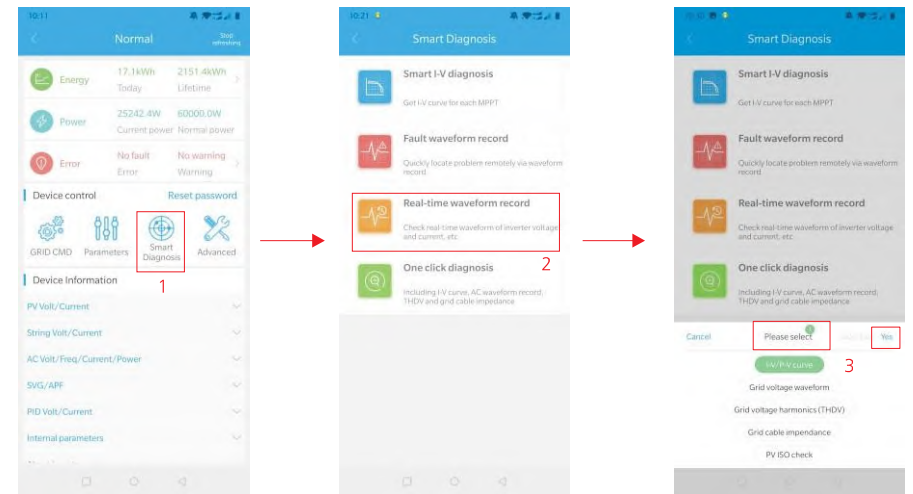 10:11
Normal
Stop
refreshing
Energy
17.1kWh
2151.4kWh
Today
Lifetime
Power
25242.4W
60000.0W
Current power
Normal power
Error
No fault
No warning
Error
Warning
Device control
Reset password
GRID CMD
Parameters
Smart
Diagnosis
Advanced
1
Device Information
PV Volt/Current
String Volt/Current
AC Volt/Freq/Current/Power
SVG/APF
PID Volt/Current
Internal parameters
10:21
Smart Diagnosis
Smart I-V diagnosis
Get I-V curve for each MPPT
Fault waveform record
Quickly locate problem remotely via waveform
record
Real-time waveform record
Check real-time waveform of inverter voltage
and current, etc
2
One click diagnosis
Including I-V curve, AC waveform record,
THDV and grid cable impedance
Smart Diagnosis
Smart I-V diagnosis
Get I-V curve for each MPPT
Fault waveform record
Quickly locate problem remotely via waveform
record
Real-time waveform record
Check real-time waveform of inverter voltage
and current, etc
One click diagnosis
Including I-V curve, AC waveform record,
THDV and grid cable impedance
Cancel
Please select
Yes
3
I-V/P-V curve
Grid voltage waveform
Grid voltage harmonics (THDV)
Grid cable impendance
PV ISO check